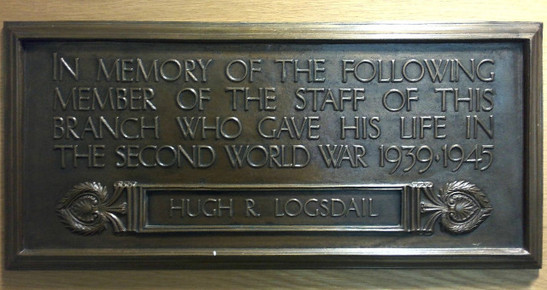 IN MEMORY OF THE FOLLOWING
MEMBER OF THE STAFF OF THIS
BRANCH WHO GAVE HIS LIFE IN
THE SECOND WORLD WAR 1939·1945
HUGH R. LOGSDAIL